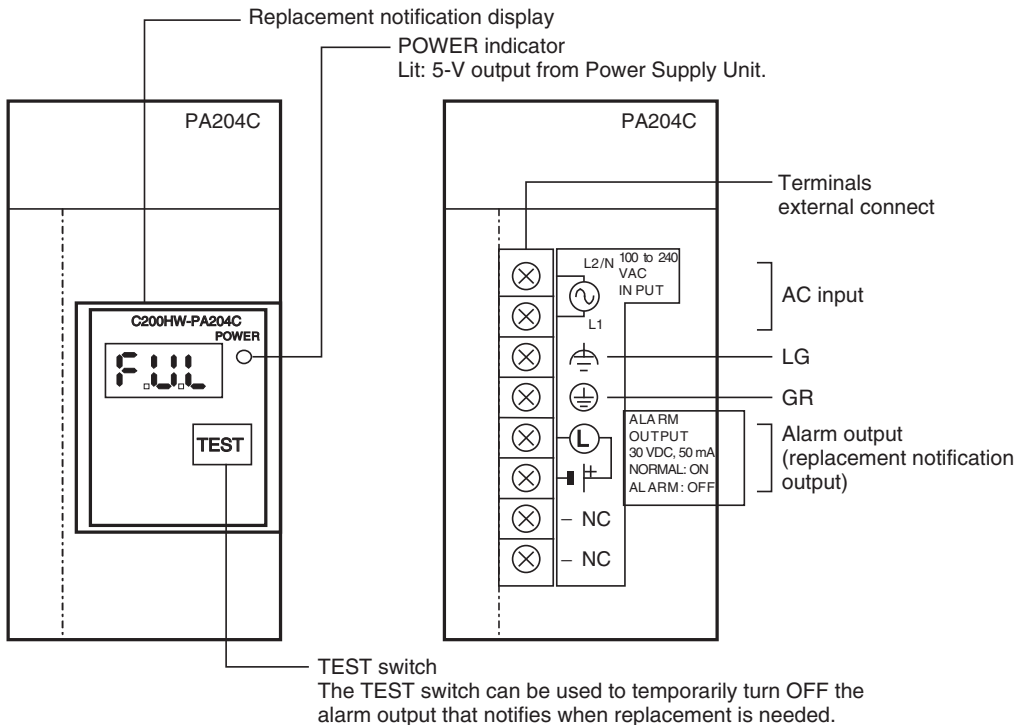 Replacement notification display
POWER indicator
Lit: 5-V output from Power Supply Unit.
PA204C
C200HW-PA204C
POWER
F.U.L
TEST
TEST switch
The TEST switch can be used to temporarily turn OFF the
alarm output that notifies when replacement is needed.
PA204C
Terminals
external connect
L2/N
100 to 240
VAC
INPUT
L1
AC input
LG
GR
L
ALARM
OUTPUT
30 VDC, 50 mA
NORMAL: ON
ALARM: OFF
Alarm output
(replacement notification
output)
– NC
– NC